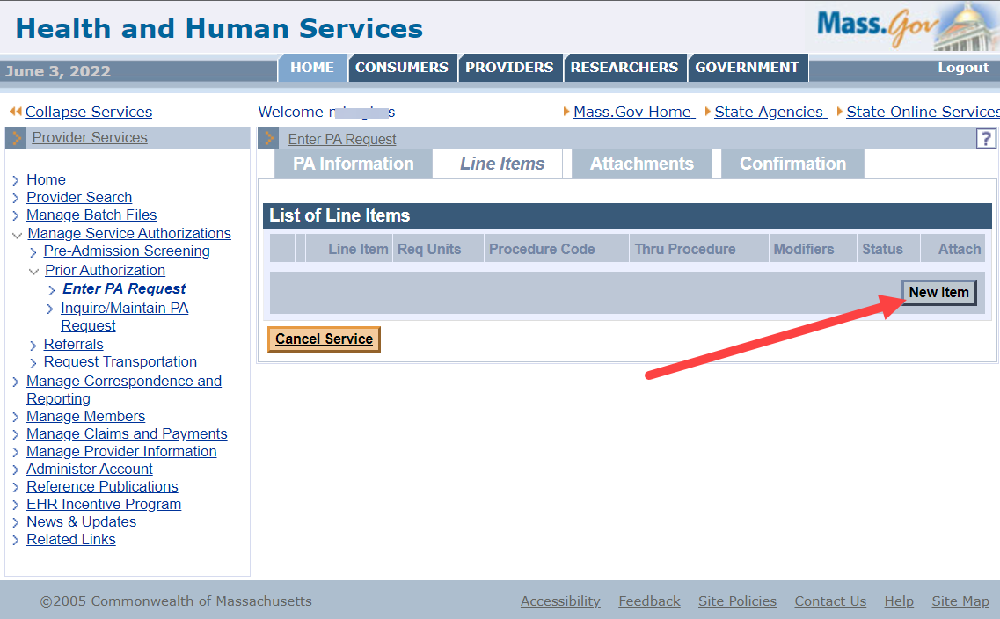 Health and Human Services
Mass.Gov
June 3, 2022
HOME CONSUMERS PROVIDERS RESEARCHERS GOVERNMENT
Logout
Collapse Services
Welcome
Mass.Gov Home State Agencies State Online Services
Provider Services
Home
Provider Search
Manage Batch Files
Manage Service Authorizations
Pre-Admission Screening
Prior Authorization
Enter PA Request
Inquire/Maintain PA
Request
Referrals
Request Transportation
Manage Correspondence and
Reporting
Manage Members
Manage Claims and Payments
Manage Provider Information
Administer Account
Reference Publications
EHR Incentive Program
News & Updates
Related Links
Enter PA Request
?
PA Information Line Items Attachments Confirmation
List of Line Items
Line Item Req Units Procedure Code Thru Procedure Modifiers Status Attach
New Item
Cancel Service
©2005 Commonwealth of Massachusetts
Accessibility Feedback Site Policies Contact Us Help Site Map